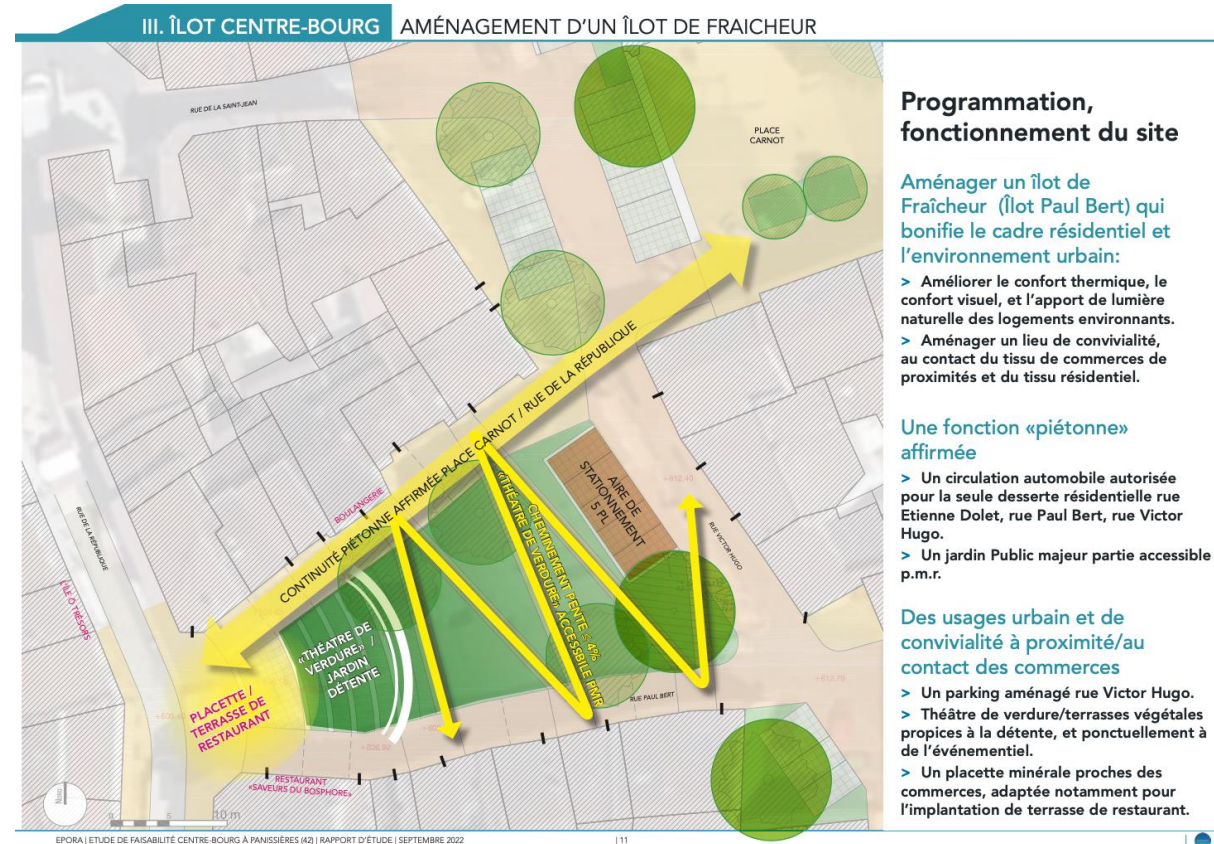 III. ÎLOT CENTRE-BOURG AMÉNAGEMENT D'UN ÎLOT DE FRAICHEUR
RUE DE LA SAINT-JEAN
PLACE
CARNOT
CONTINUITÉ PIÉTONNE AFFIRMÉE PLACE CARNOT / RUE DE LA RÉPUBLIQUE
BOULANGERIE
RUE DE LA RÉPUBLIQUE
L'ILE Ô TRÉSORS
AIRE DE
STATIONNEMENT
5 PL
+812.40
RUE VICTOR HUGO
CHEMINEMENT PENTE ≤ 4%
«THÉATRE DE VERDURE» ACCESSBILE PMR
«THÉATRE DE
VERDURE» /
JARDIN
DÉTENTE
PLACETTE /
TERRASSE DE
RESTAURANT
RUE PAUL BERT
+812.79
RESTAURANT
«SAVEURS DU BOSPHORE»
10 m
Programmation,
fonctionnement du site
Aménager un îlot de
Fraîcheur (Îlot Paul Bert) qui
bonifie le cadre résidentiel et
l'environnement urbain:
> Améliorer le confort thermique, le
confort visuel, et l'apport de lumière
naturelle des logements environnants.
> Aménager un lieu de convivialité,
au contact du tissu de commerces de
proximités et du tissu résidentiel.
Une fonction «piétonne»
affirmée
> Un circulation automobile autorisée
pour la seule desserte résidentielle rue
Etienne Dolet, rue Paul Bert, rue Victor
Hugo.
> Un jardin Public majeur partie accessible
p.m.r.
Des usages urbain et de
convivialité à proximité/au
contact des commerces
> Un parking aménagé rue Victor Hugo.
> Théâtre de verdure/terrasses végétales
propices à la détente, et ponctuellement à
de l'événementiel.
> Un placette minérale proches des
commerces, adaptée notamment pour
l'implantation de terrasse de restaurant.
EPORA | ETUDE DE FAISABILITÉ CENTRE-BOURG À PANISSIÈRES (42) | RAPPORT D'ÉTUDE | SEPTEMBRE 2022
| 11